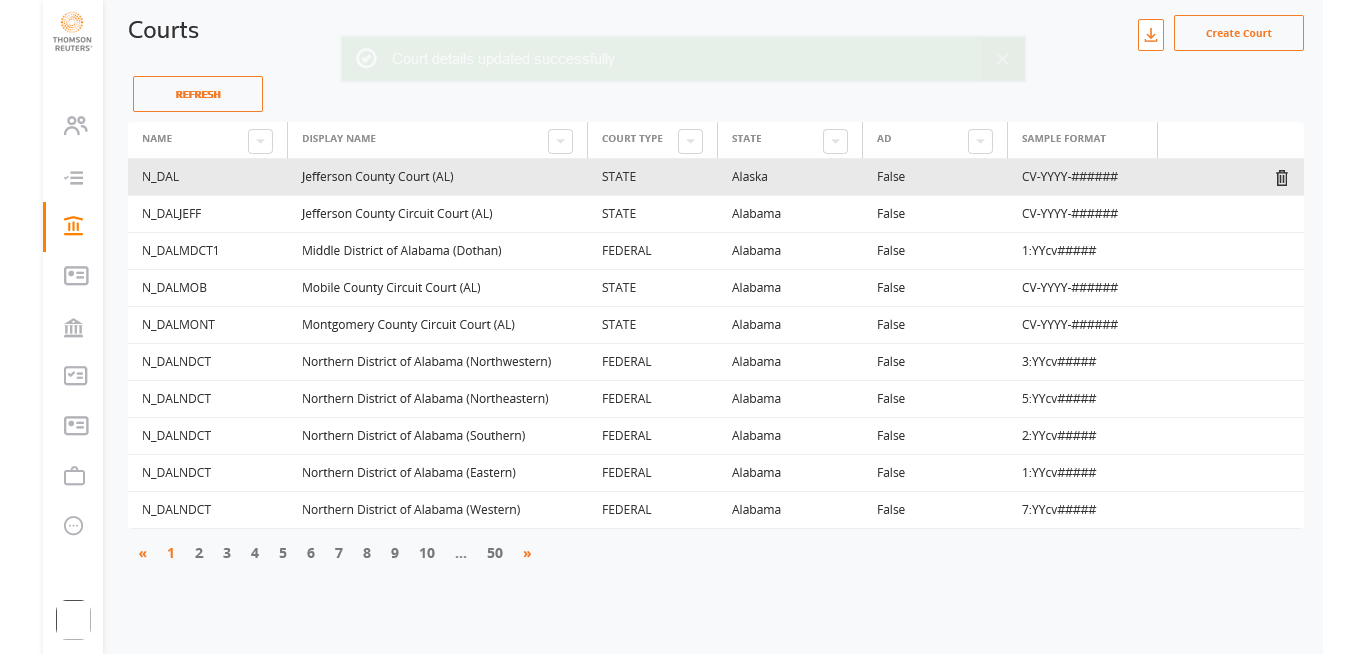 THOMSON
REUTERS®
Courts
Court details updated successfully
Create Court
REFRESH
NAME DISPLAY NAME COURT TYPE STATE AD SAMPLE FORMAT
N_DAL Jefferson County Court (AL) STATE Alaska False CV-YYYY-######
N_DALJEFF Jefferson County Circuit Court (AL) STATE Alabama False CV-YYYY-######
N_DALMDCT1 Middle District of Alabama (Dothan) FEDERAL Alabama False 1:YYcv#####
N_DALMOB Mobile County Circuit Court (AL) STATE Alabama False CV-YYYY-######
N_DALMONT Montgomery County Circuit Court (AL) STATE Alabama False CV-YYYY-######
N_DALNDCT Northern District of Alabama (Northwestern) FEDERAL Alabama False 3:YYcv#####
N_DALNDCT Northern District of Alabama (Northeastern) FEDERAL Alabama False 5:YYcv#####
N_DALNDCT Northern District of Alabama (Southern) FEDERAL Alabama False 2:YYcv#####
N_DALNDCT Northern District of Alabama (Eastern) FEDERAL Alabama False 1:YYcv#####
N_DALNDCT Northern District of Alabama (Western) FEDERAL Alabama False 7:YYcv#####
« 1 2 3 4 5 6 7 8 9 10 ... 50 »